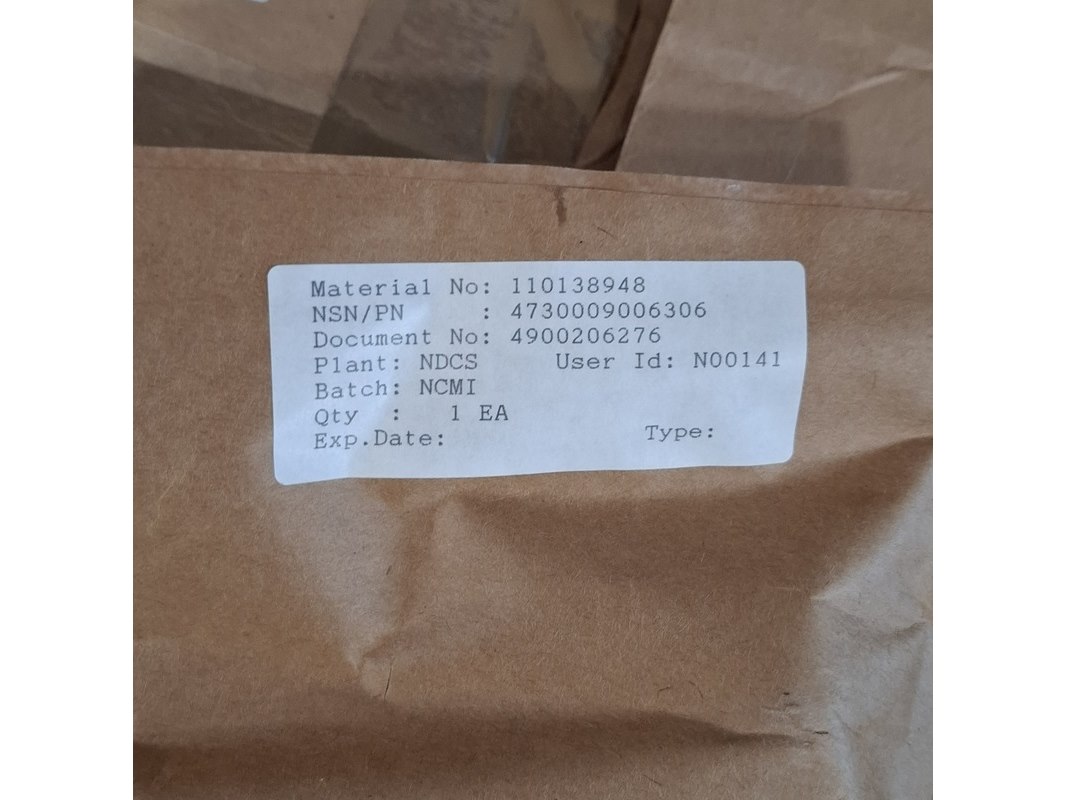 Material No: 110138948
NSN/PN : 4730009006306
Document No: 4900206276
Plant: NDCS User Id: N00141
Batch: NCMI
Qty : 1 EA
Exp.Date: Type: